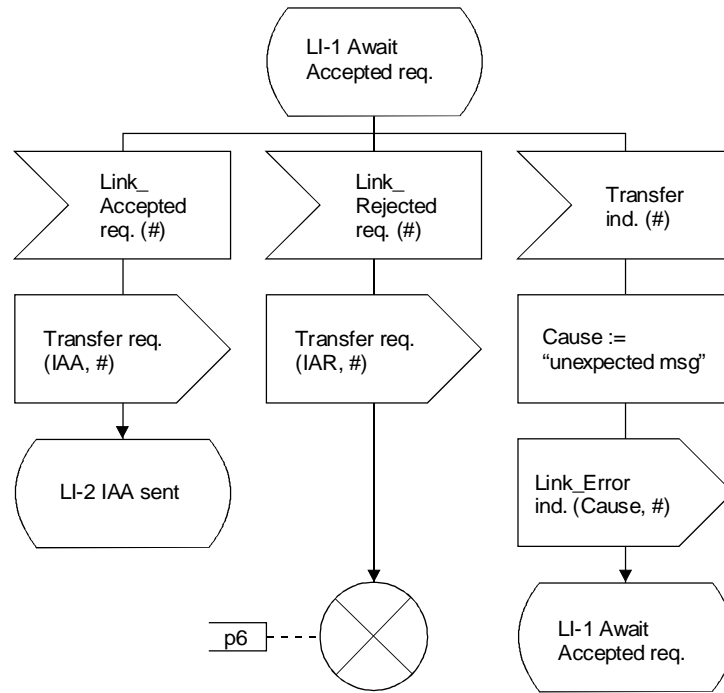 LI-1 Await
Accepted req.
Link_
Accepted
req. (#)
Link_
Rejected
req. (#)
Transfer
ind. (#)
Transfer req.
(IAA, #)
Transfer req.
(IAR, #)
Cause :=
“unexpected msg”
LI-2 IAA sent
Link_Error
ind. (Cause, #)
p6
LI-1 Await
Accepted req.